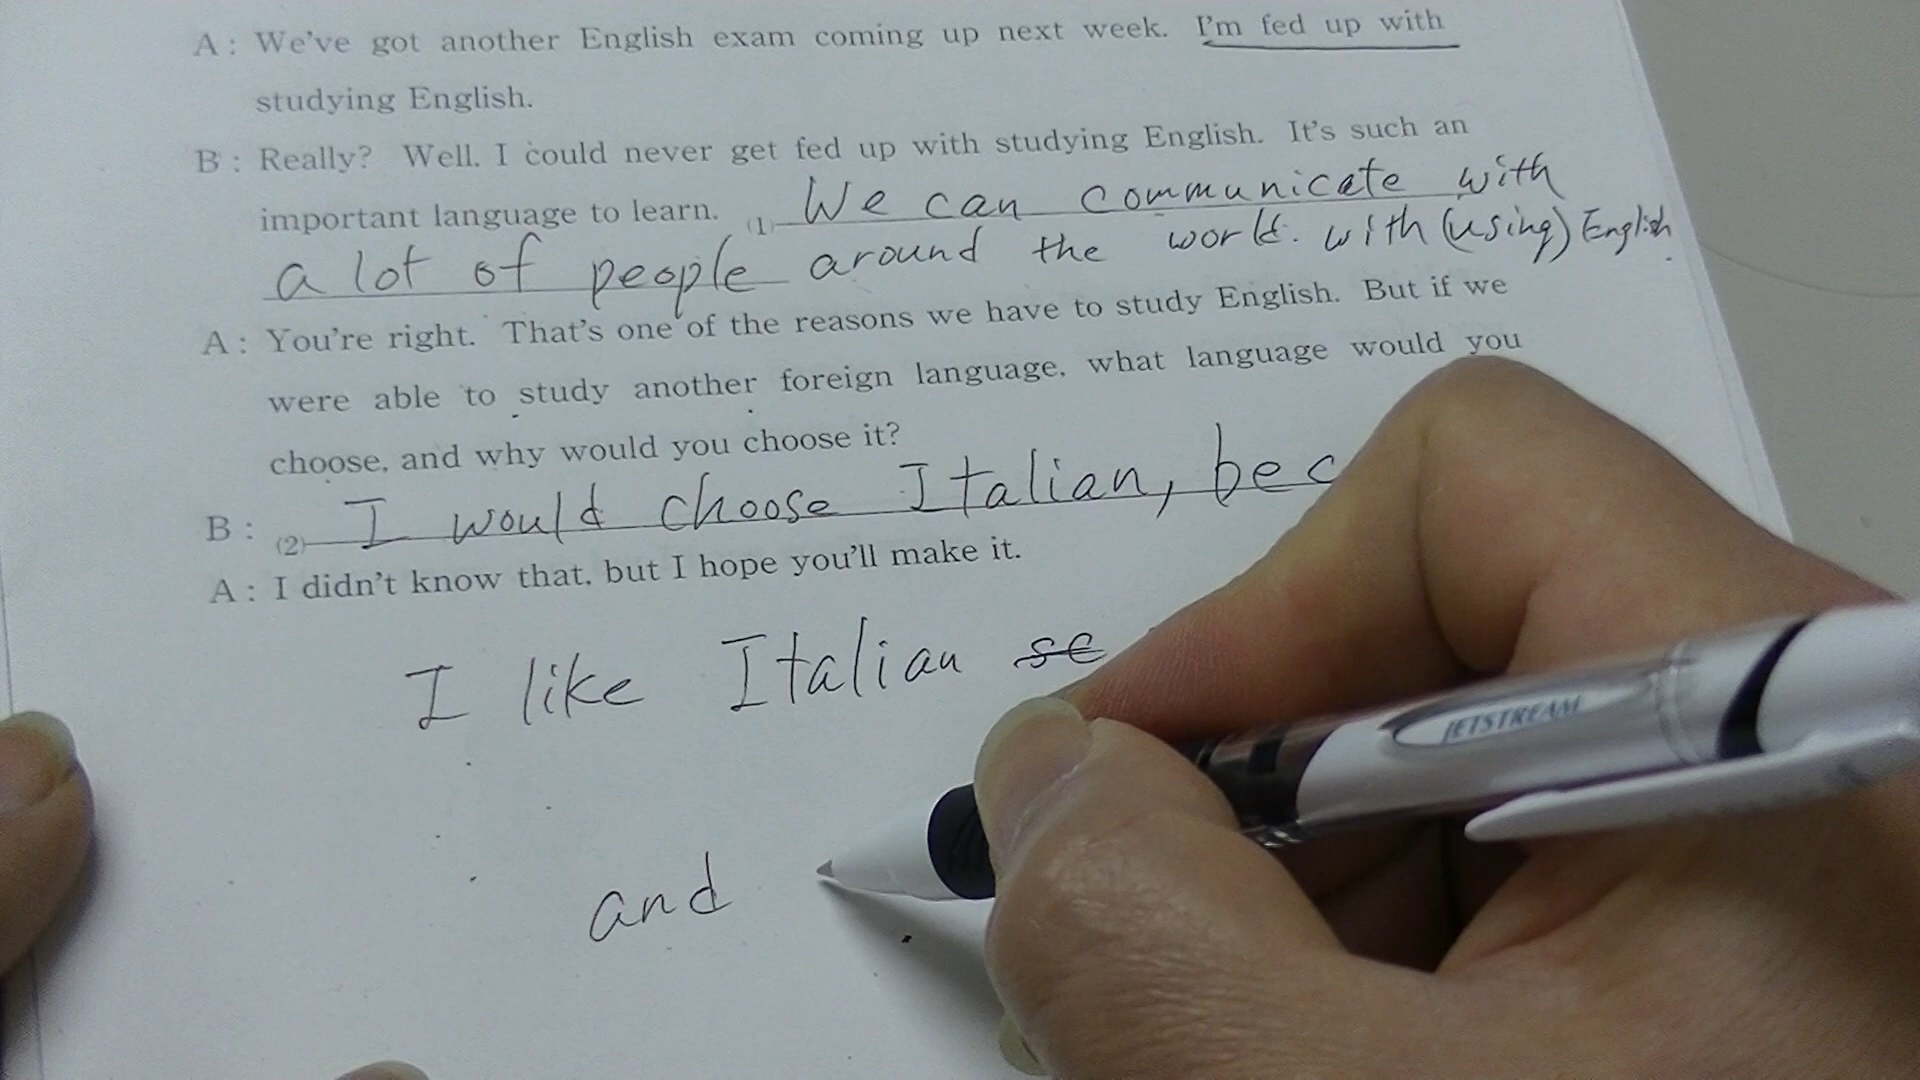 A : We've got another English exam coming up next week. I'm fed up with
studying English.
B : Really? Well. I could never get fed up with studying English. It's such an
important language to learn. (1) We can communicate with
a lot of people around the world. with (using) English.
A : You're right. That's one of the reasons we have to study English. But if we
were able to study another foreign language, what language would you
choose, and why would you choose it?
B : (2) I would choose Italian, bec
A : I didn't know that, but I hope you'll make it.
I like Italian se
and
JETSTREAM